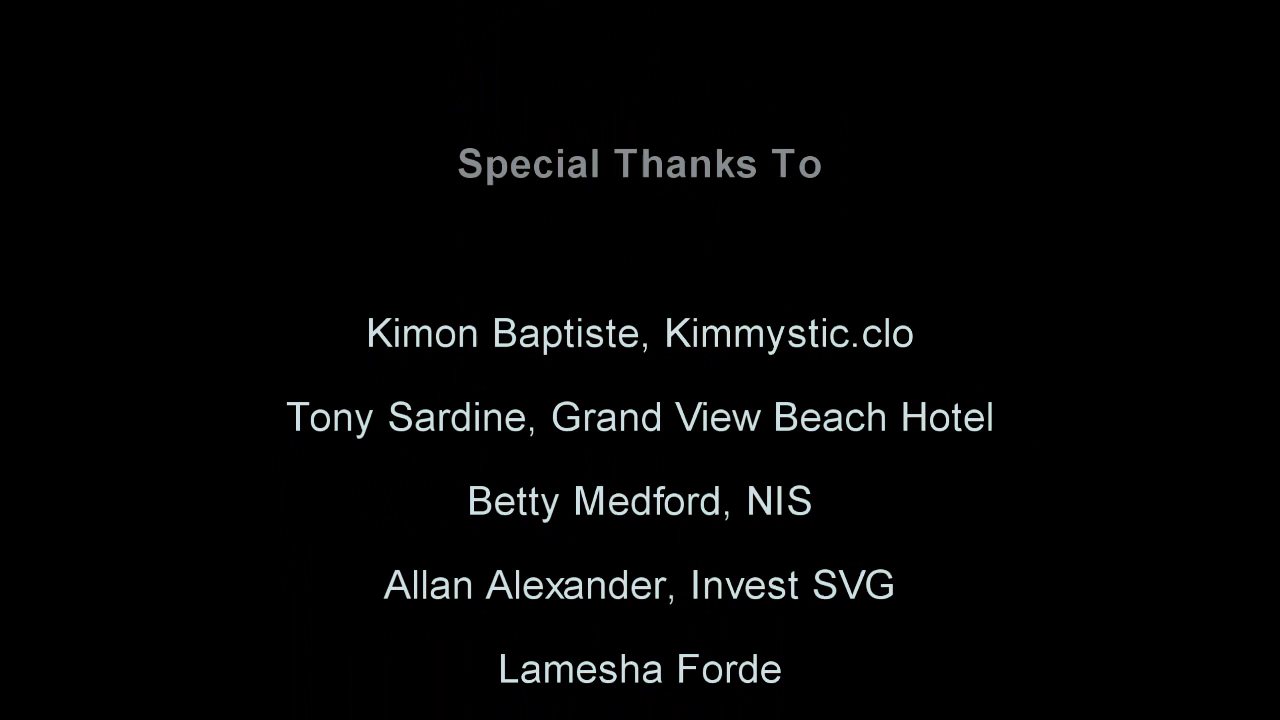 Special Thanks To
Kimon Baptiste, Kimmystic.clo
Tony Sardine, Grand View Beach Hotel
Betty Medford, NIS
Allan Alexander, Invest SVG
Lamesha Forde